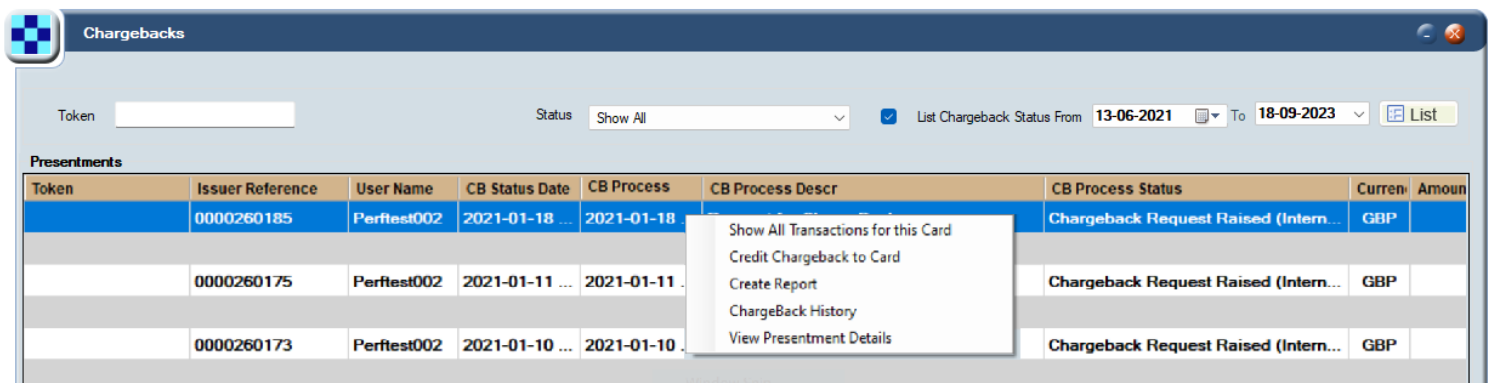 Chargebacks
Token Status Show All List Chargeback Status From 13-06-2021 To 18-09-2023 List
Presentments
Token Issuer Reference User Name CB Status Date CB Process CB Process Descr CB Process Status Curren Amoun
0000260185 Perftest002 2021-01-18 ... 2021-01-18 . Chargeback Request Raised (Intern... GBP
Show All Transactions for this Card
Credit Chargeback to Card
0000260175 Perftest002 2021-01-11 ... 2021-01-11 . Chargeback Request Raised (Intern... GBP
Create Report
ChargeBack History
View Presentment Details
0000260173 Perftest002 2021-01-10 ... 2021-01-10 . Chargeback Request Raised (Intern... GBP